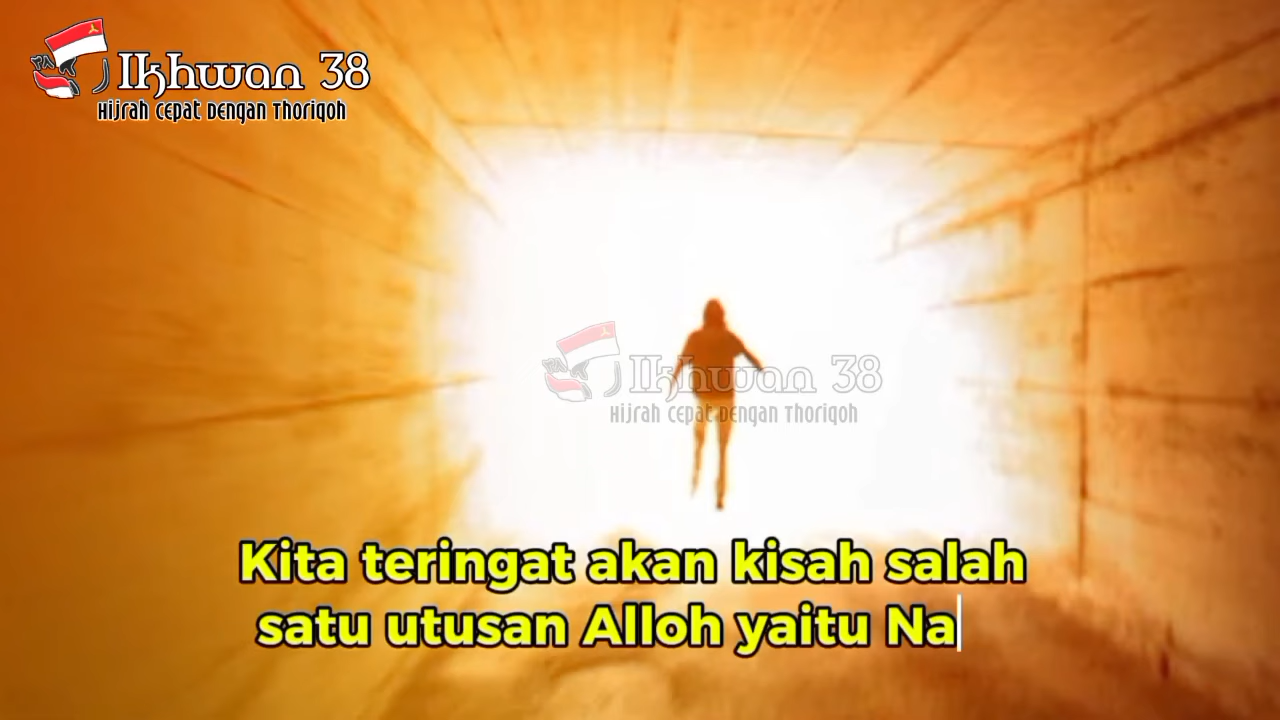 Ikhwan 38
Hijrah Cepat Dengan Thoriqoh
Ikhwan 38
Hijrah Cepat Dengan Thoriqoh
Kita teringat akan kisah salah
satu utusan Alloh yaitu Na